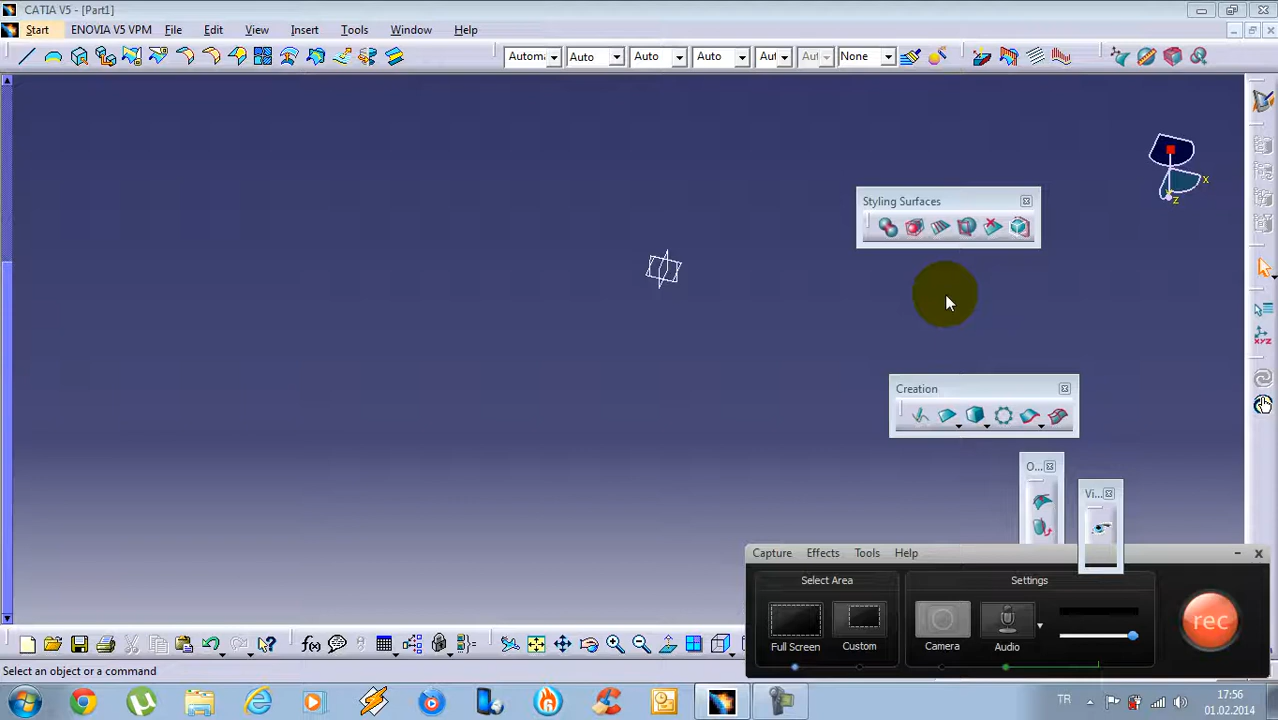 CATIA V5 - [Part1]
Start ENOVIA V5 VPM File Edit View Insert Tools Window Help
Autom Auto Auto Auto Aut Aut None
x
z
Styling Surfaces
Creation
O...
Vi...
XYZ
Capture Effects Tools Help
Select Area Settings
Full Screen Custom Camera Audio
rec
f(x)
Select an object or a command
TR 17:56
01.02.2014